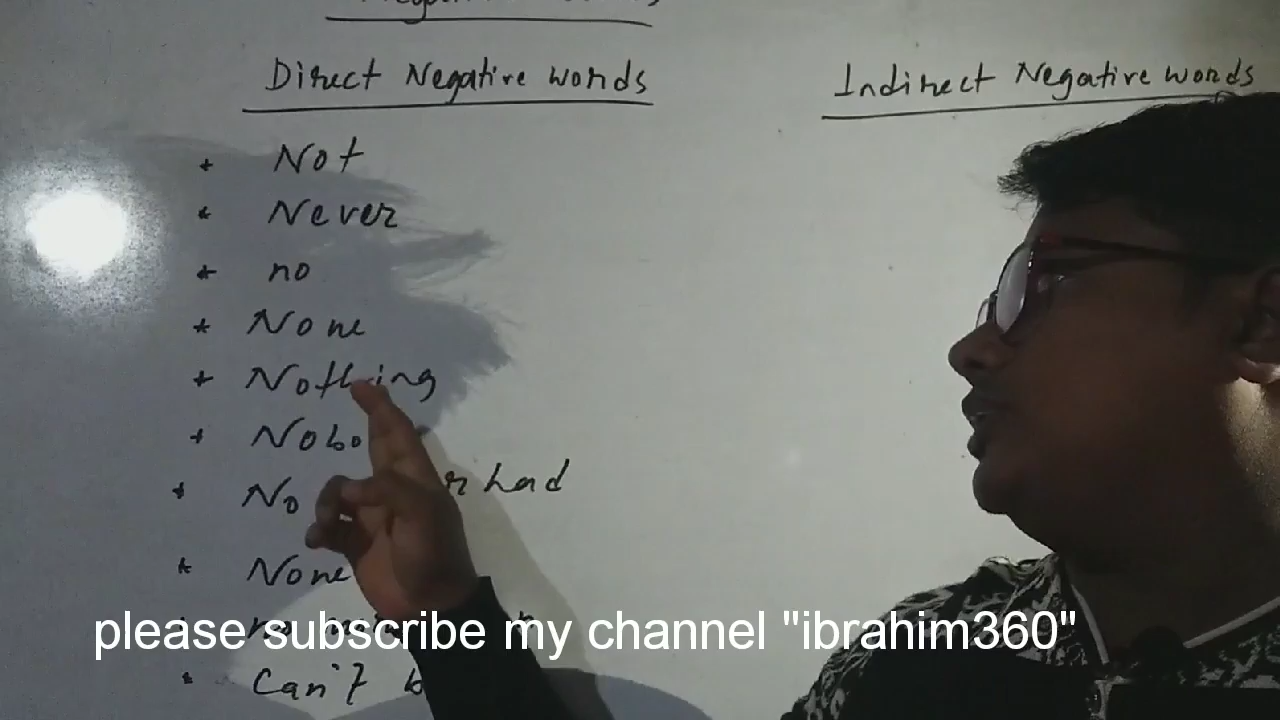 Direct Negative words
Indirect Negative words
* Not
* Never
* no
* None
* Nothing
* Nobo
* No had
* None
please subscribe my channel "ibrahim360"
* Can't b